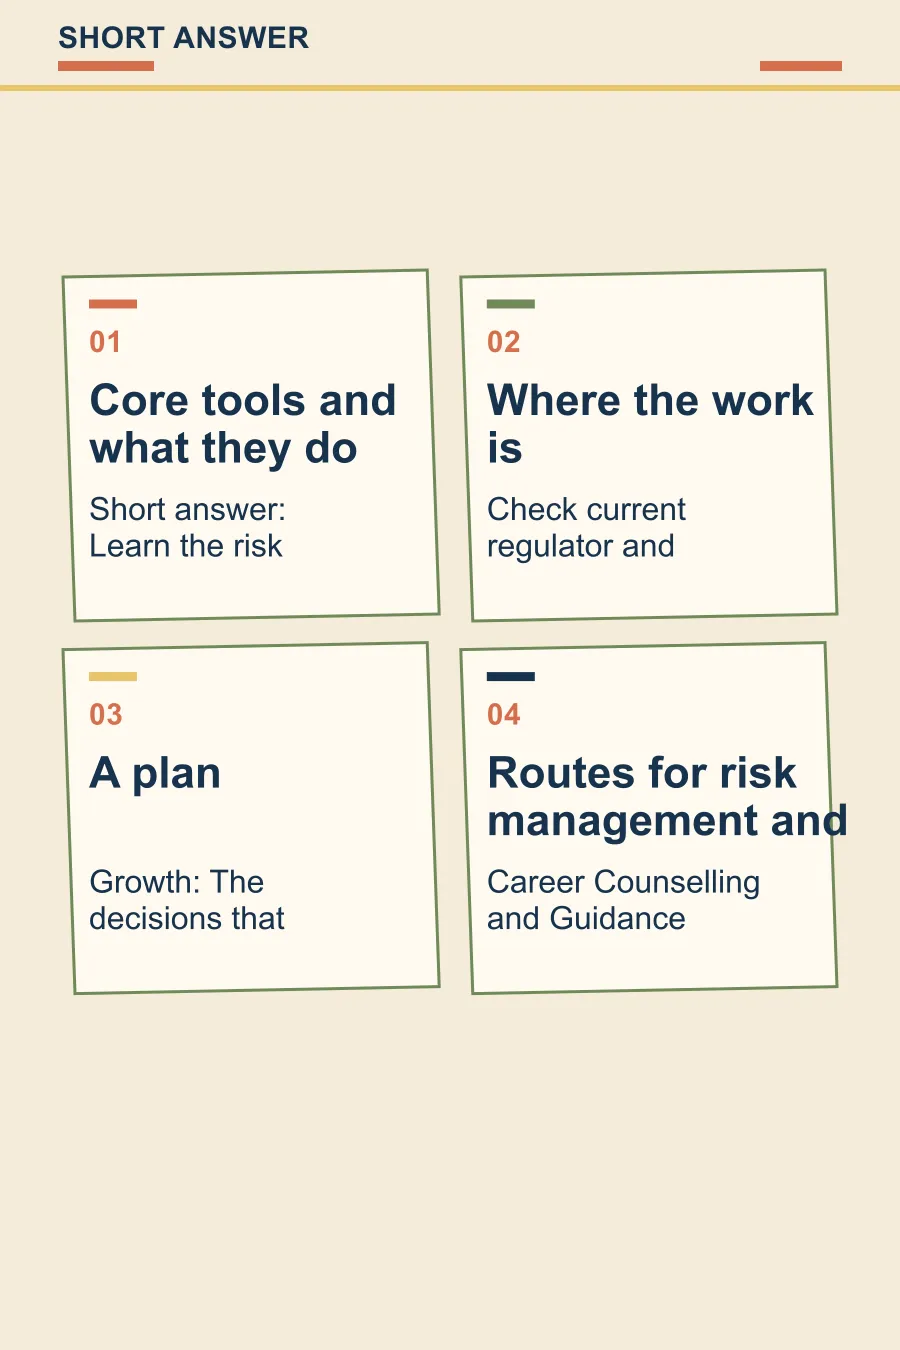 SHORT ANSWER
01
Core tools and
what they do
Short answer:
Learn the risk
02
Where the work
is
Check current
regulator and
03
A plan
Growth: The
decisions that
04
Routes for risk
management and
Career Counselling
and Guidance